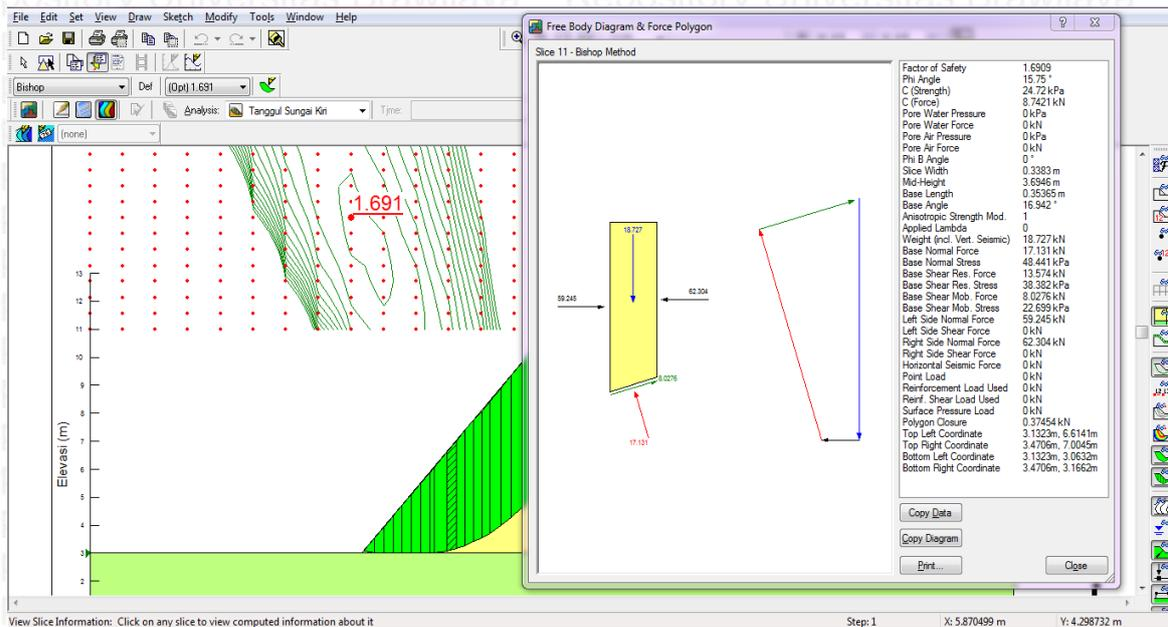 File Edit Set View Draw Sketch Modify Tools Window Help
Bishop Def (Opt) 1.691
Analysis: Tanggul Sungai Kiri Time:
(none)
1.691
13
12
11
10
9
8
7
6
5
4
3
2
Elevasi (m)
Free Body Diagram & Force Polygon
Slice 11 - Bishop Method
18.727
59.245
62.304
8.0276
17.131
Factor of Safety 1.6909
Phi Angle 15.75 °
C (Strength) 24.72 kPa
C (Force) 8.7421 kN
Pore Water Pressure 0 kPa
Pore Water Force 0 kN
Pore Air Pressure 0 kPa
Pore Air Force 0 kN
Phi B Angle 0 °
Slice Width 0.3383 m
Mid-Height 3.6946 m
Base Length 0.35365 m
Base Angle 16.942 °
Anisotropic Strength Mod. 1
Applied Lambda 0
Weight (incl. Vert. Seismic) 18.727 kN
Base Normal Force 17.131 kN
Base Normal Stress 48.441 kPa
Base Shear Res. Force 13.574 kN
Base Shear Res. Stress 38.382 kPa
Base Shear Mob. Force 8.0276 kN
Base Shear Mob. Stress 22.699 kPa
Left Side Normal Force 59.245 kN
Left Side Shear Force 0 kN
Right Side Normal Force 62.304 kN
Right Side Shear Force 0 kN
Horizontal Seismic Force 0 kN
Point Load 0 kN
Reinforcement Load Used 0 kN
Reinf. Shear Load Used 0 kN
Surface Pressure Load 0 kN
Polygon Closure 0.37454 kN
Top Left Coordinate 3.1323m, 6.6141m
Top Right Coordinate 3.4706m, 7.0045m
Bottom Left Coordinate 3.1323m, 3.0632m
Bottom Right Coordinate 3.4706m, 3.1662m
Copy Data
Copy Diagram
Print... Close
View Slice Information: Click on any slice to view computed information about it Step: 1 X: 5.870499 m Y: 4.298732 m